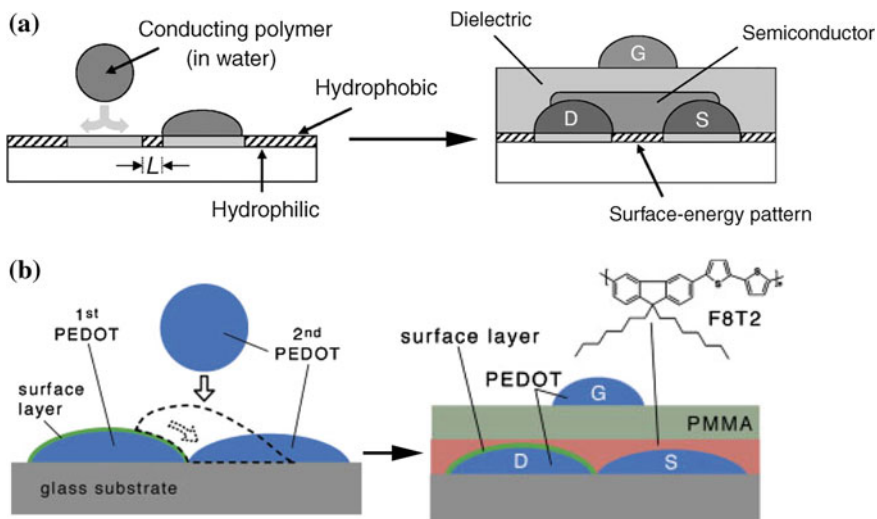 (a)
Conducting polymer
(in water)
Hydrophobic
L
Hydrophilic
Dielectric
Semiconductor
G
D
S
Surface-energy pattern
(b)
1st
PEDOT
2nd
PEDOT
surface
layer
glass substrate
F8T2
S
S
n
surface layer
PEDOT
G
PMMA
D
S